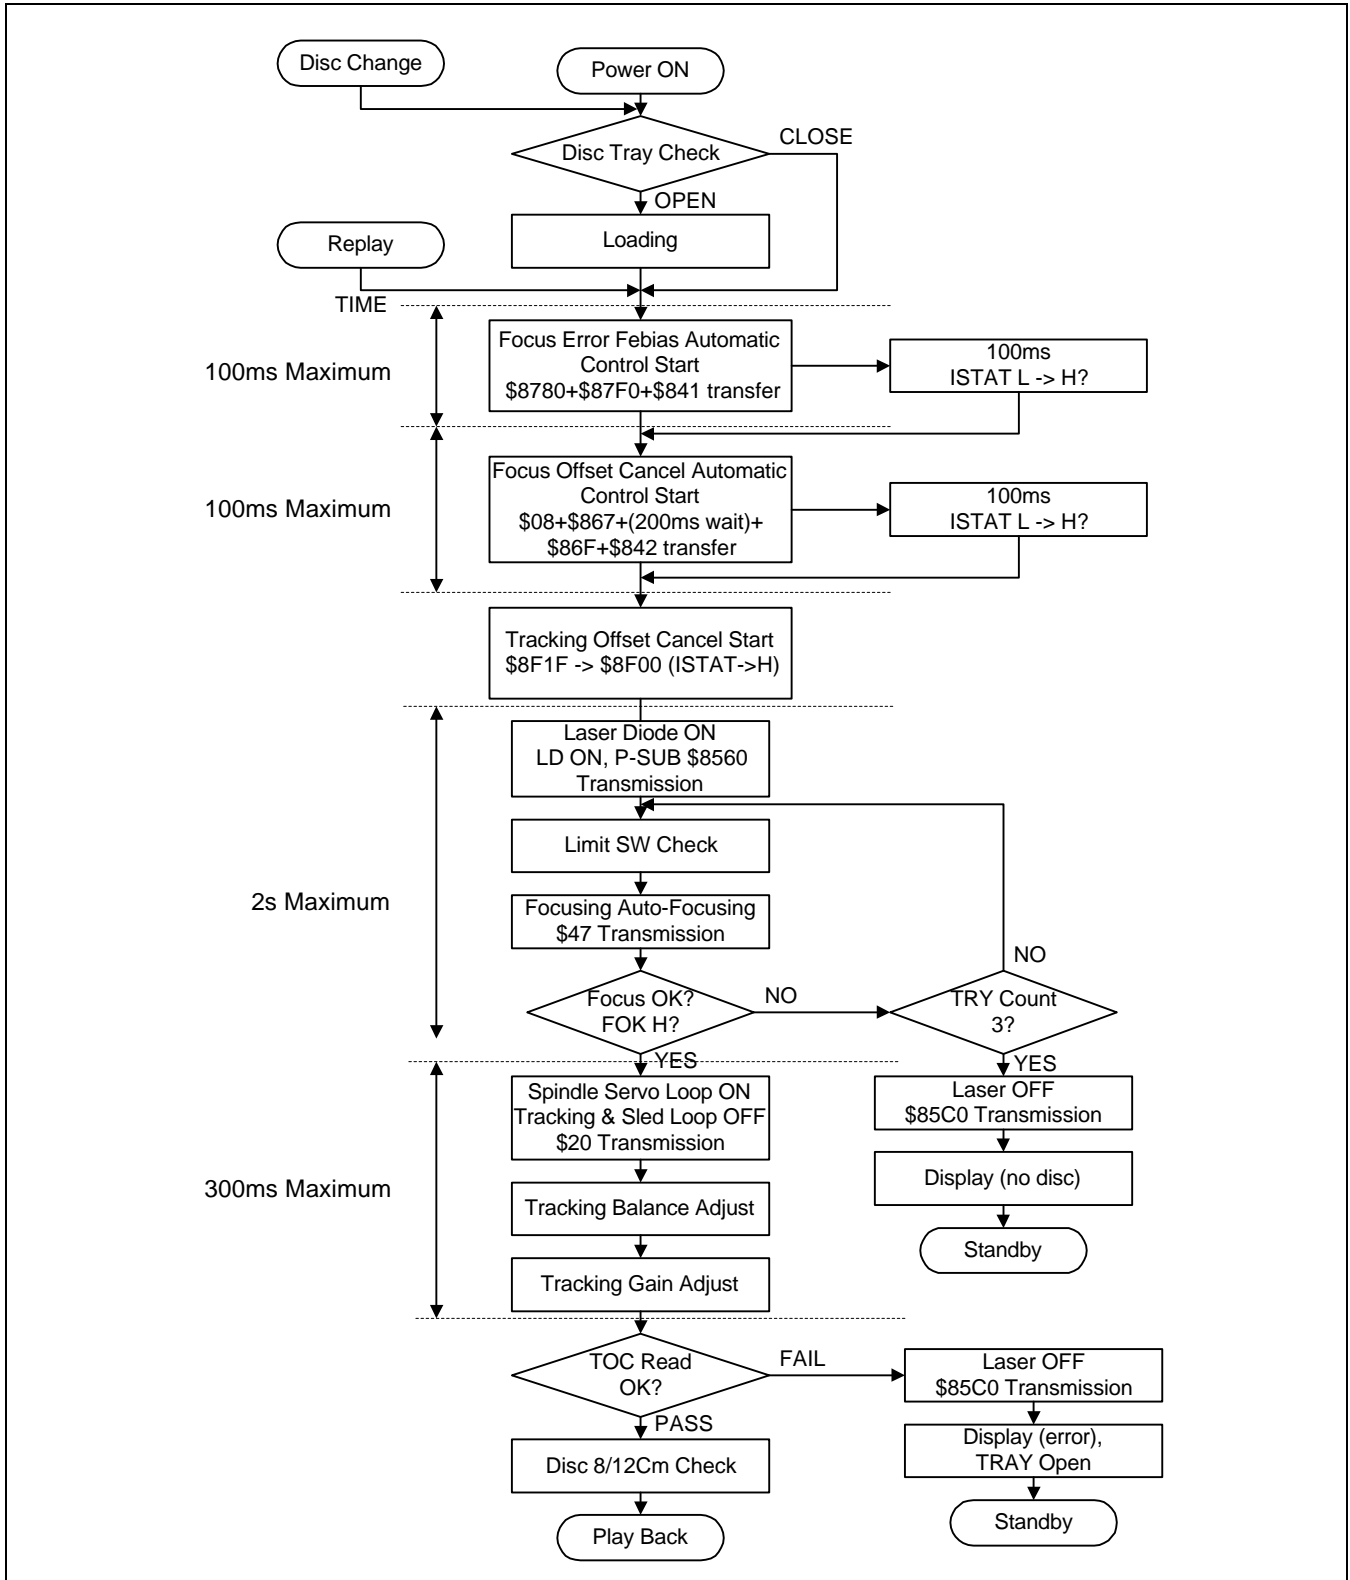 Disc Change
Power ON
CLOSE
Disc Tray Check
OPEN
Loading
Replay
TIME
100ms Maximum
Focus Error Febias Automatic
Control Start
$8780+$87F0+$841 transfer
100ms
ISTAT L -> H?
100ms Maximum
Focus Offset Cancel Automatic
Control Start
$08+$867+(200ms wait)+
$86F+$842 transfer
100ms
ISTAT L -> H?
Tracking Offset Cancel Start
$8F1F -> $8F00 (ISTAT->H)
2s Maximum
Laser Diode ON
LD ON, P-SUB $8560
Transmission
Limit SW Check
Focusing Auto-Focusing
$47 Transmission
Focus OK?
FOK H?
NO
TRY Count
3?
NO
YES
YES
Laser OFF
$85C0 Transmission
Display (no disc)
Standby
300ms Maximum
Spindle Servo Loop ON
Tracking & Sled Loop OFF
$20 Transmission
Tracking Balance Adjust
Tracking Gain Adjust
TOC Read
OK?
FAIL
Laser OFF
$85C0 Transmission
Display (error),
TRAY Open
Standby
PASS
Disc 8/12Cm Check
Play Back